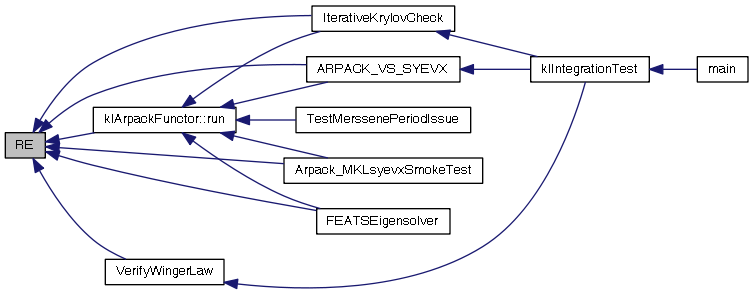 IterativeKrylovCheck
ARPACK_VS_SYEVX
klIntegrationTest
main
klArpackFunctor::run
TestMerssenePeriodIssue
RE
Arpack_MKLsyevxSmokeTest
FEATSEigensolver
VerifyWingerLaw